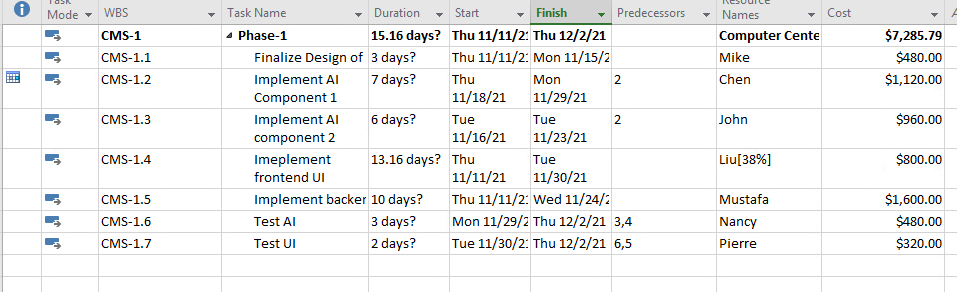 Task Mode WBS Task Name Duration Start Finish Predecessors Resource Names Cost
CMS-1 Phase-1 15.16 days? Thu 11/11/21 Thu 12/2/21 Computer Cente $7,285.79
CMS-1.1 Finalize Design of 3 days? Thu 11/11/21 Mon 11/15/2 Mike $480.00
CMS-1.2 Implement AI Component 1 7 days? Thu 11/18/21 Mon 11/29/21 2 Chen $1,120.00
CMS-1.3 Implement AI component 2 6 days? Tue 11/16/21 Tue 11/23/21 2 John $960.00
CMS-1.4 Imeplement frontend UI 13.16 days? Thu 11/11/21 Tue 11/30/21 Liu[38%] $800.00
CMS-1.5 Implement backer 10 days? Thu 11/11/21 Wed 11/24/2 Mustafa $1,600.00
CMS-1.6 Test AI 3 days? Mon 11/29/2 Thu 12/2/21 3,4 Nancy $480.00
CMS-1.7 Test UI 2 days? Tue 11/30/21 Thu 12/2/21 6,5 Pierre $320.00